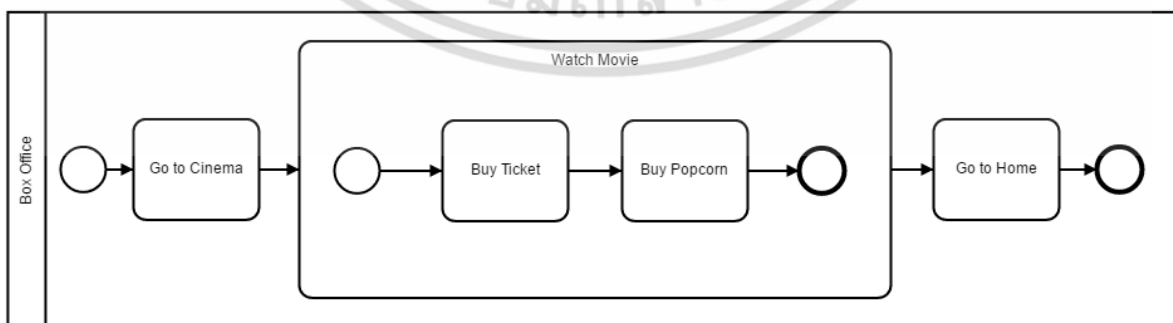 Box Office
Go to Cinema
Watch Movie
Buy Ticket
Buy Popcorn
Go to Home